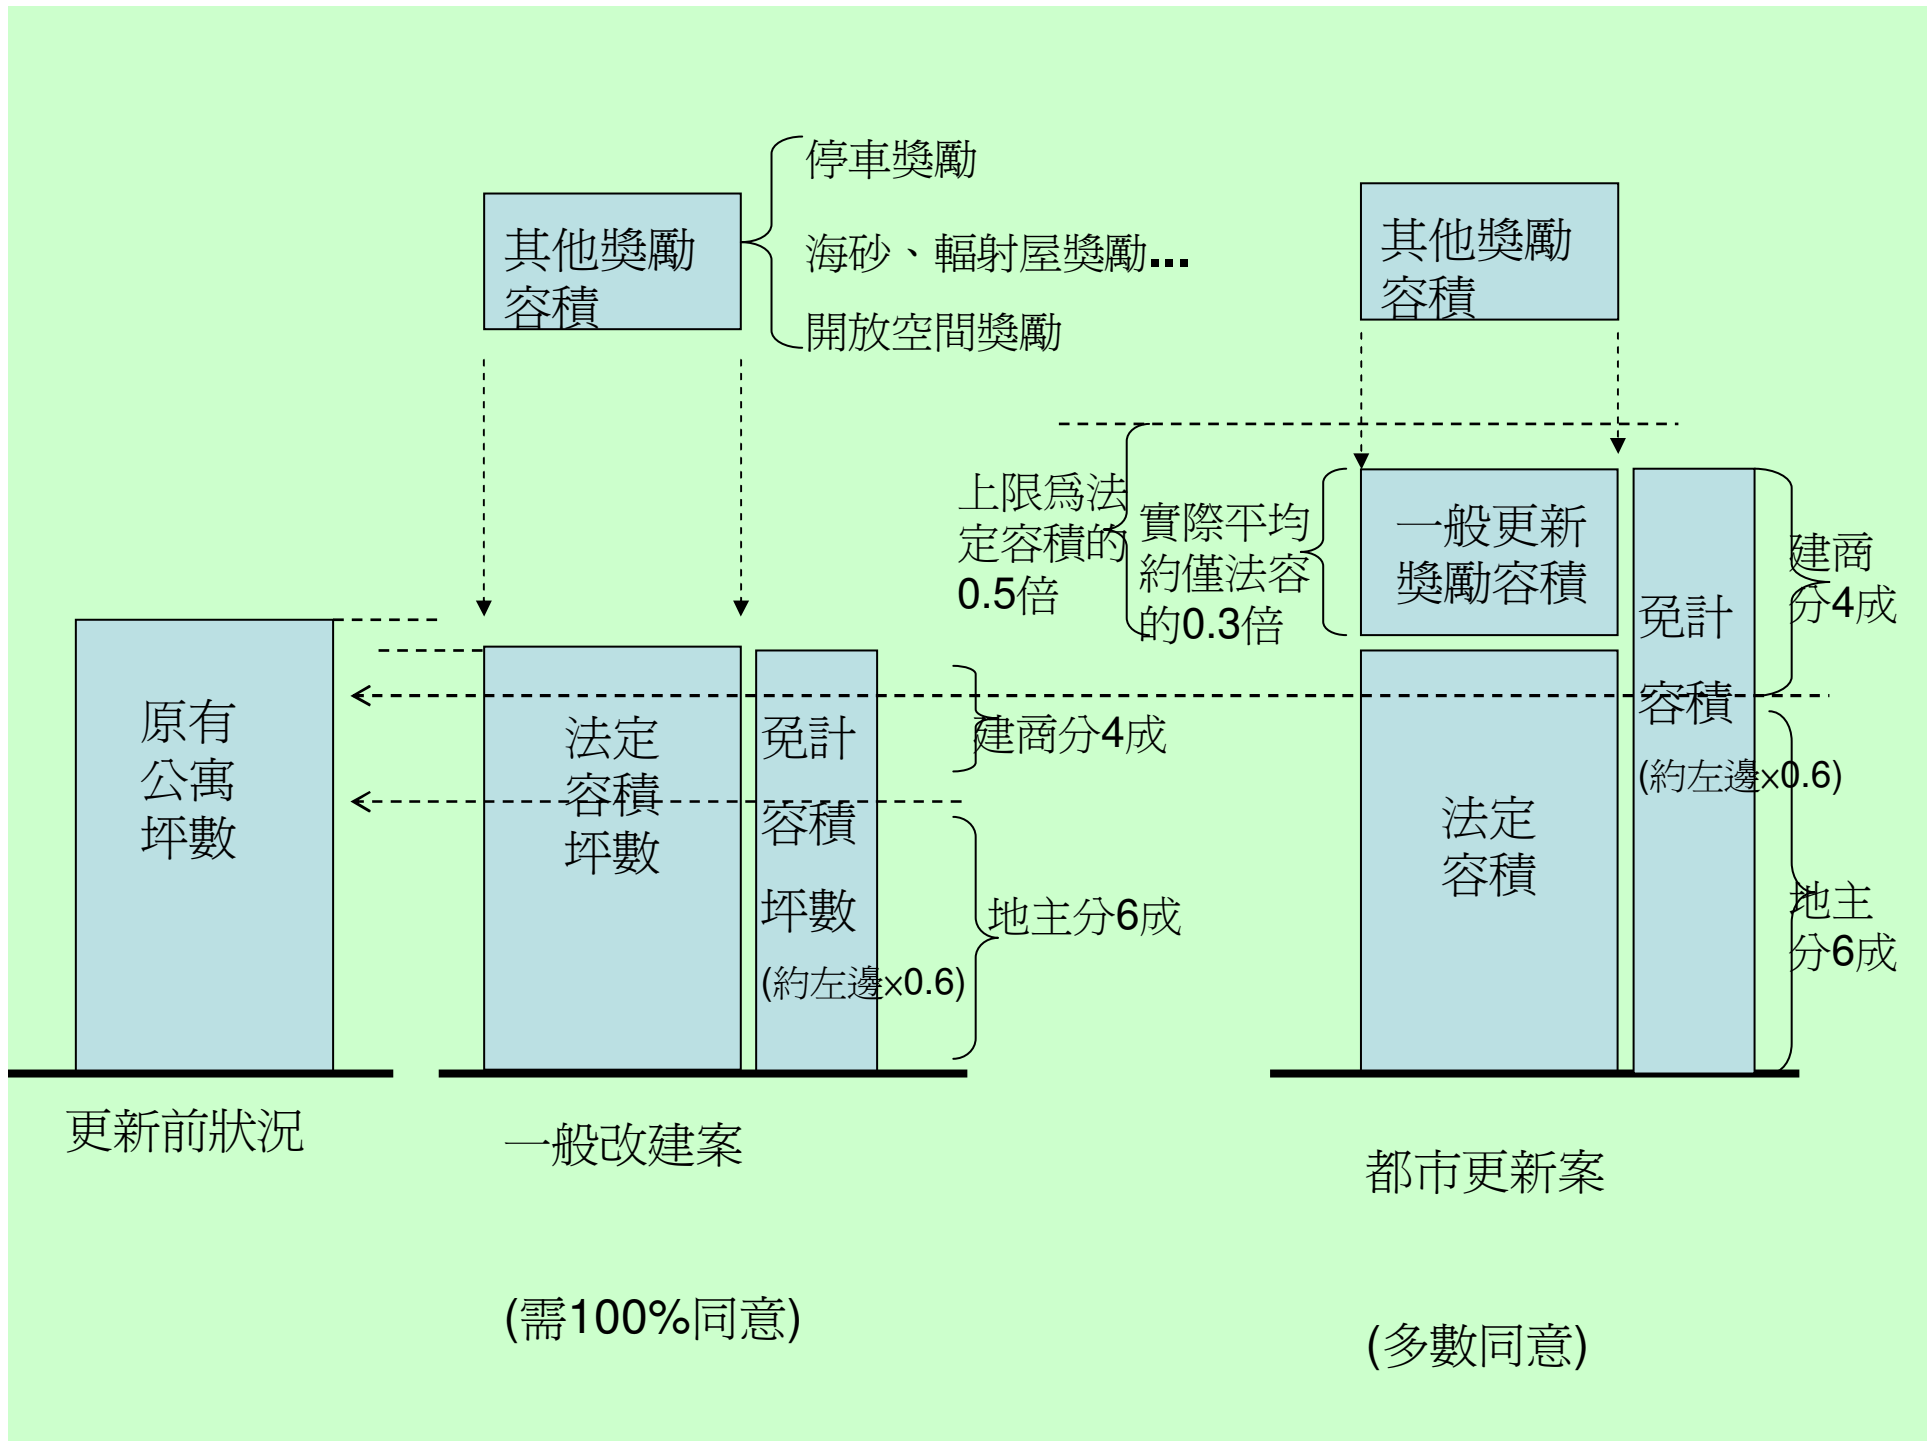 停車獎勵
其他獎勵
容積
海砂、輻射屋獎勵...
開放空間獎勵
其他獎勵
容積
上限爲法
定容積的
0.5倍
實際平均
約僅法容
的0.3倍
一般更新
獎勵容積
建商
分4成
免計
容積
(約左邊×0.6)
原有
公寓
坪數
法定
容積
坪數
免計
容積
坪數
(約左邊×0.6)
建商分4成
地主分6成
法定
容積
地主
分6成
更新前狀況
一般改建案
都市更新案
(需100%同意)
(多數同意)